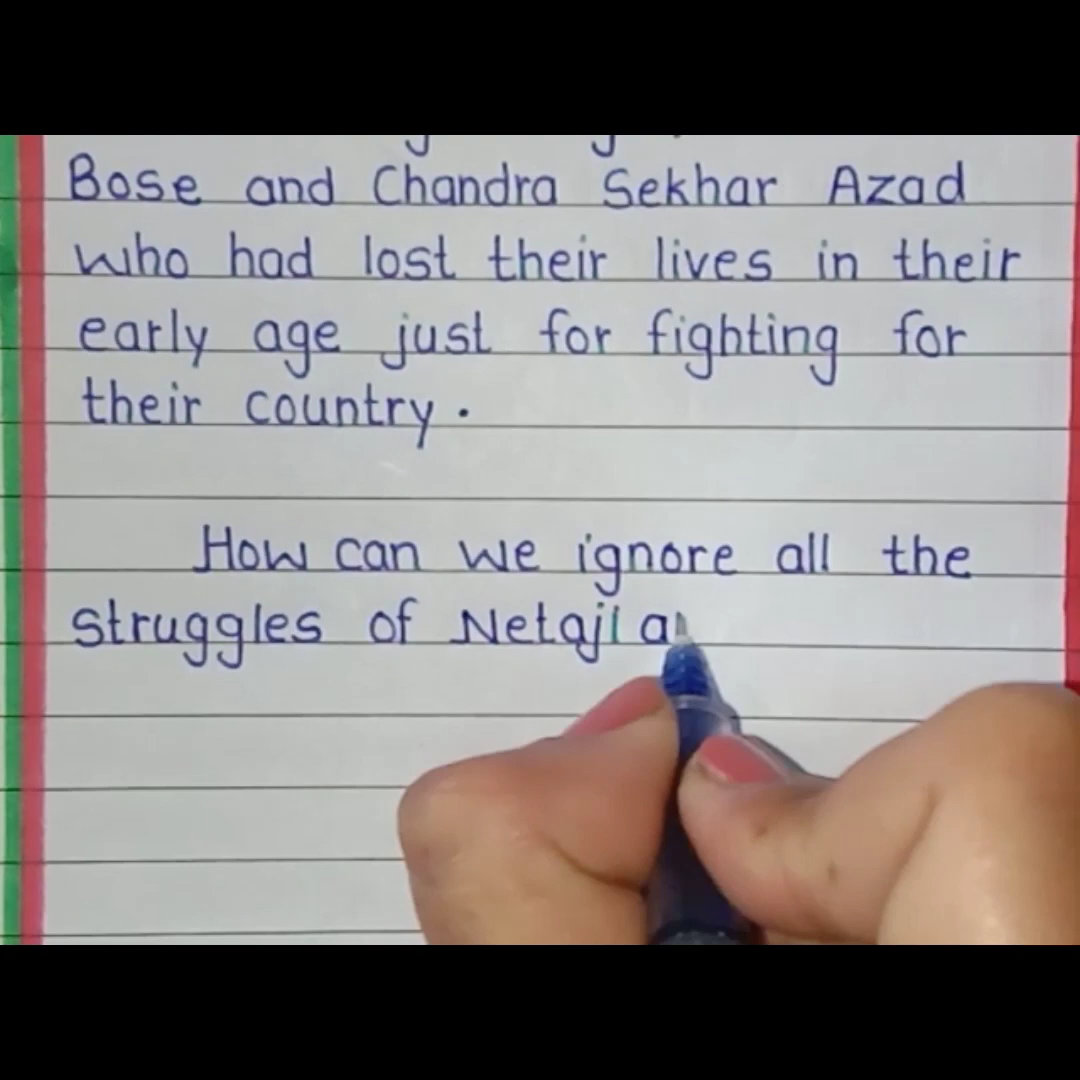 Bose and Chandra Sekhar Azad
who had lost their lives in their
early age just for fighting for
their country.
How can we ignore all the
struggles of Netaji